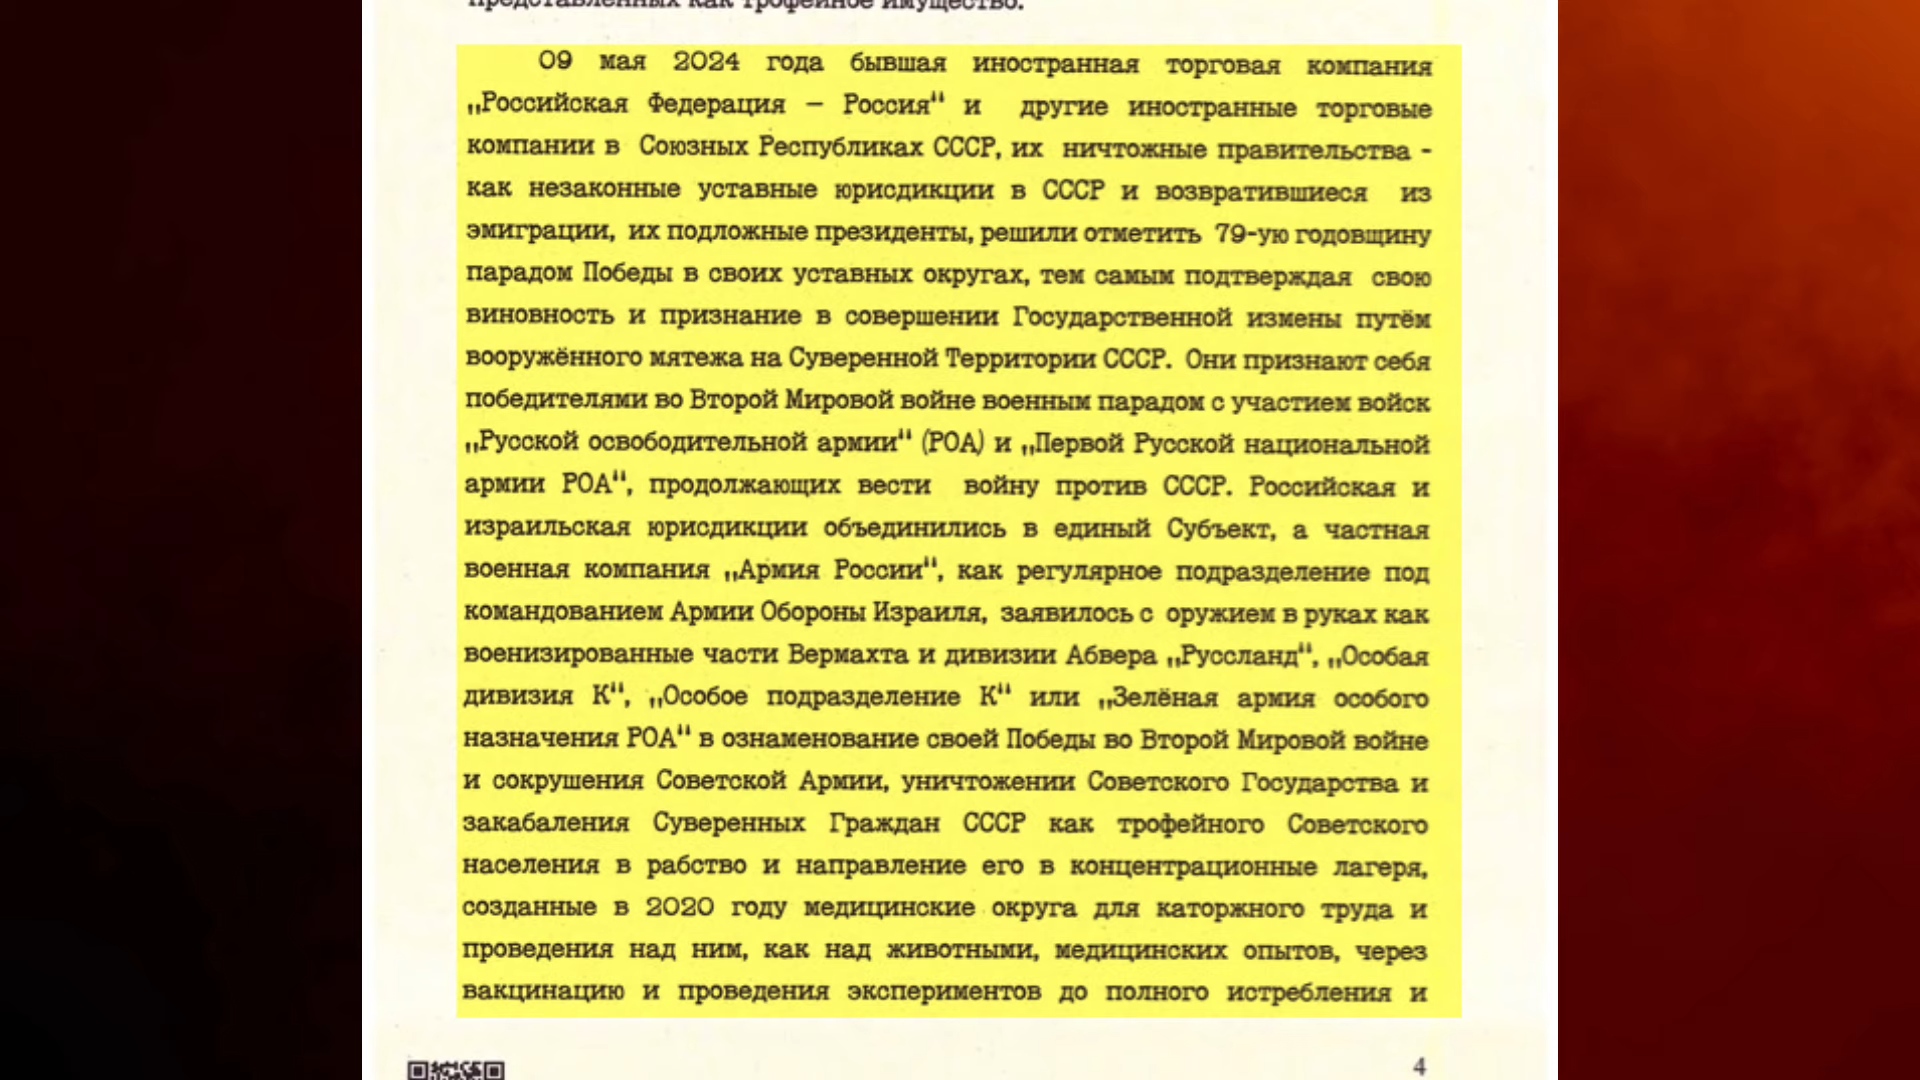 представленных как трофейное имущество.
09 мая 2024 года бывшая иностранная торговая компания
„Российская Федерация – Россия“ и другие иностранные торговые
компании в Союзных Республиках СССР, их ничтожные правительства -
как незаконные уставные юрисдикции в СССР и возвратившиеся из
эмиграции, их подложные президенты, решили отметить 79-ую годовщину
парадом Победы в своих уставных округах, тем самым подтверждая свою
виновность и признание в совершении Государственной измены путём
вооружённого мятежа на Суверенной Территории СССР. Они признают себя
победителями во Второй Мировой войне военным парадом с участием войск
„Русской освободительной армии“ (РОА) и „Первой Русской национальной
армии РОА“, продолжающих вести войну против СССР. Российская и
израильская юрисдикции объединились в единый Субъект, а частная
военная компания „Армия России“, как регулярное подразделение под
командованием Армии Обороны Израиля, заявилось с оружием в руках как
военизированные части Вермахта и дивизии Абвера „Руссланд“, „Особая
дивизия К“, „Особое подразделение К“ или „Зелёная армия особого
назначения РОА“ в ознаменование своей Победы во Второй Мировой войне
и сокрушения Советской Армии, уничтожении Советского Государства и
закабаления Суверенных Граждан СССР как трофейного Советского
населения в рабство и направление его в концентрационные лагеря,
созданные в 2020 году медицинские округа для каторжного труда и
проведения над ним, как над животными, медицинских опытов, через
вакцинацию и проведения экспериментов до полного истребления и
4